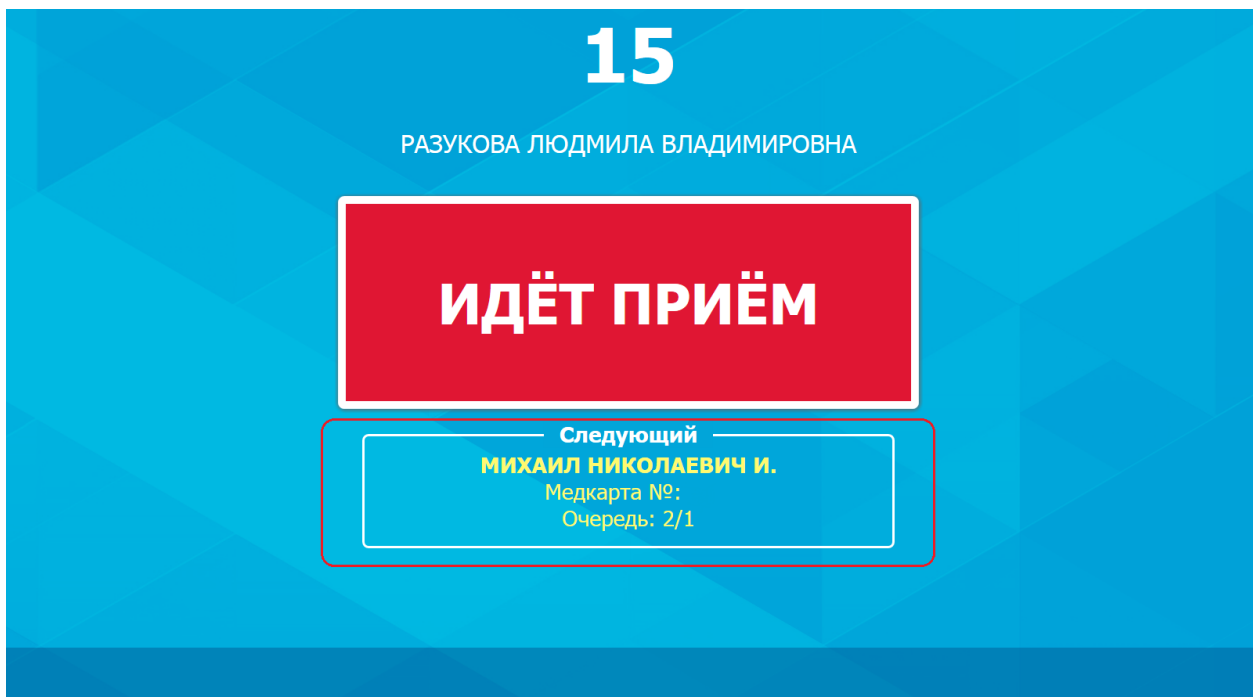 15
РАЗУКОВА ЛЮДМИЛА ВЛАДИМИРОВНА
ИДЁТ ПРИЁМ
Следующий
МИХАИЛ НИКОЛАЕВИЧ И.
Медкарта №:
Очередь: 2/1